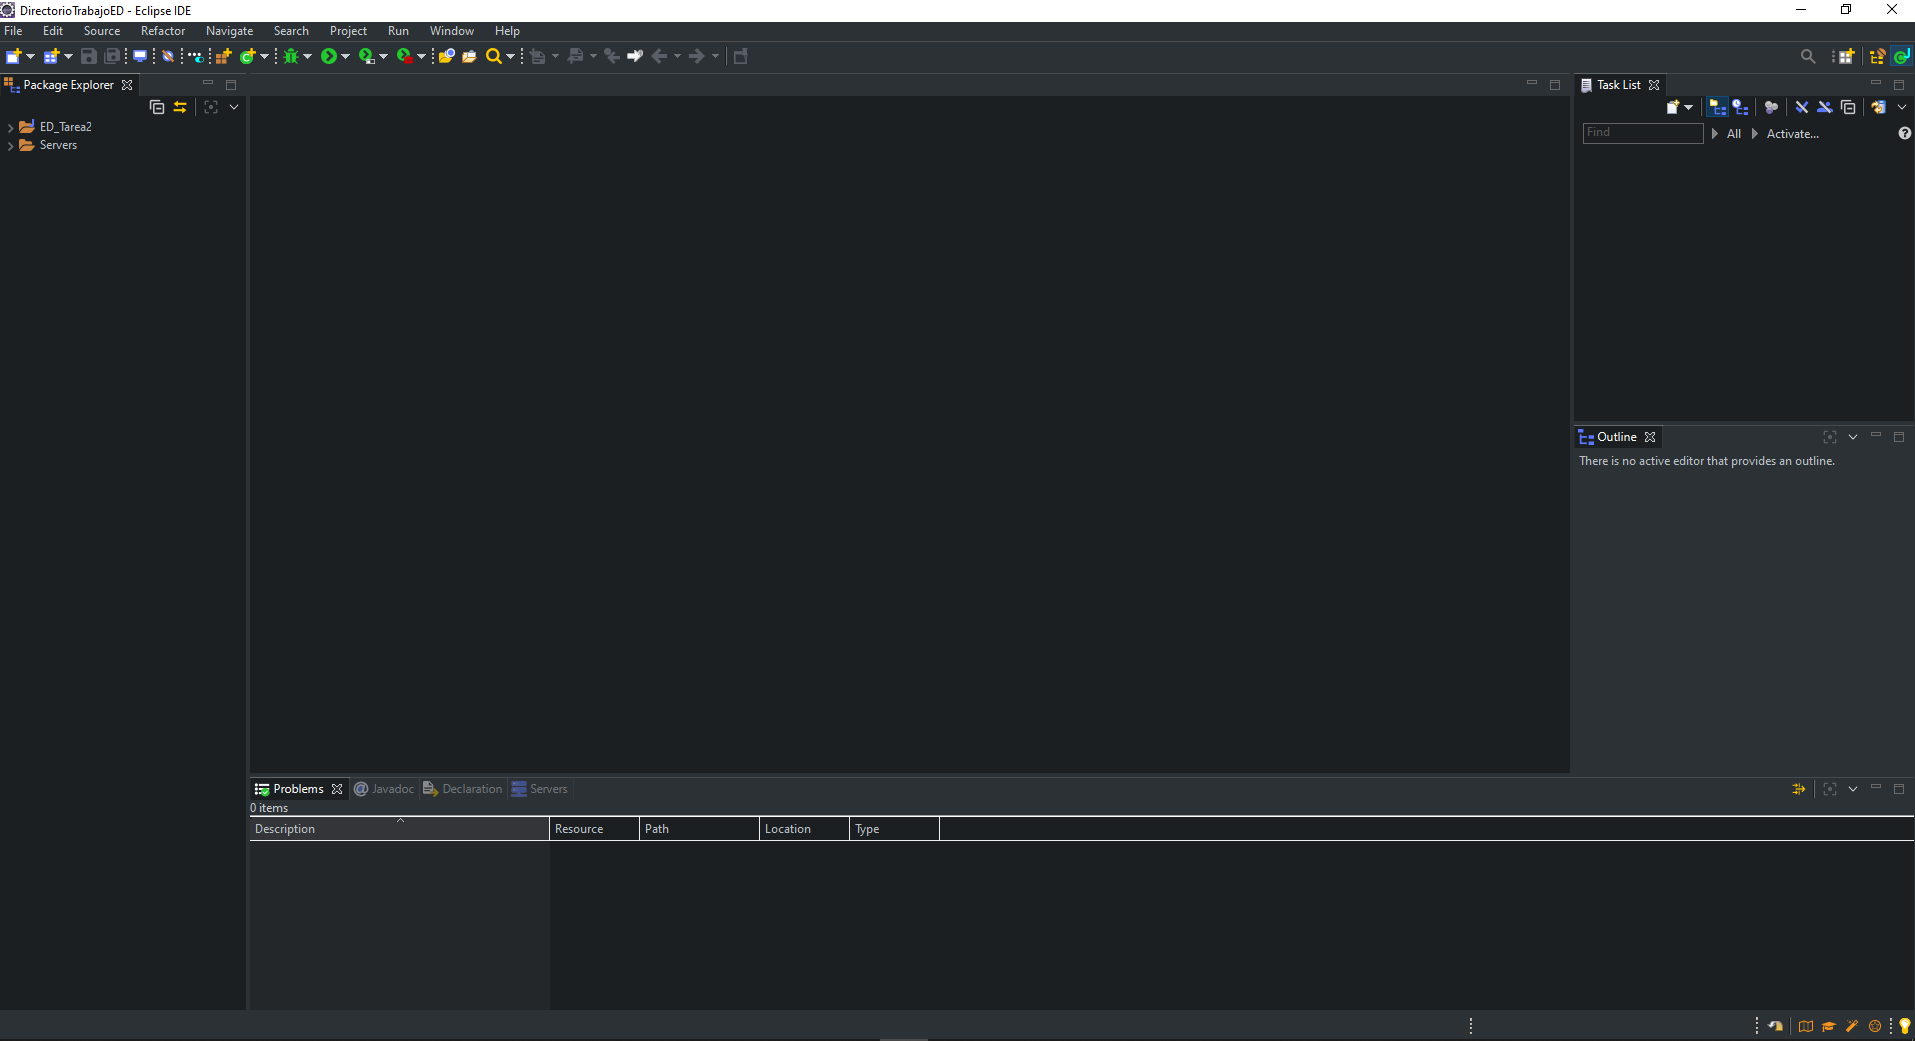 DirectorioTrabajoED - Eclipse IDE
File Edit Source Refactor Navigate Search Project Run Window Help
Package Explorer
ED_Tarea2
Servers
Task List
Find All Activate...
Outline
There is no active editor that provides an outline.
Problems Javadoc Declaration Servers
0 items
Description Resource Path Location Type